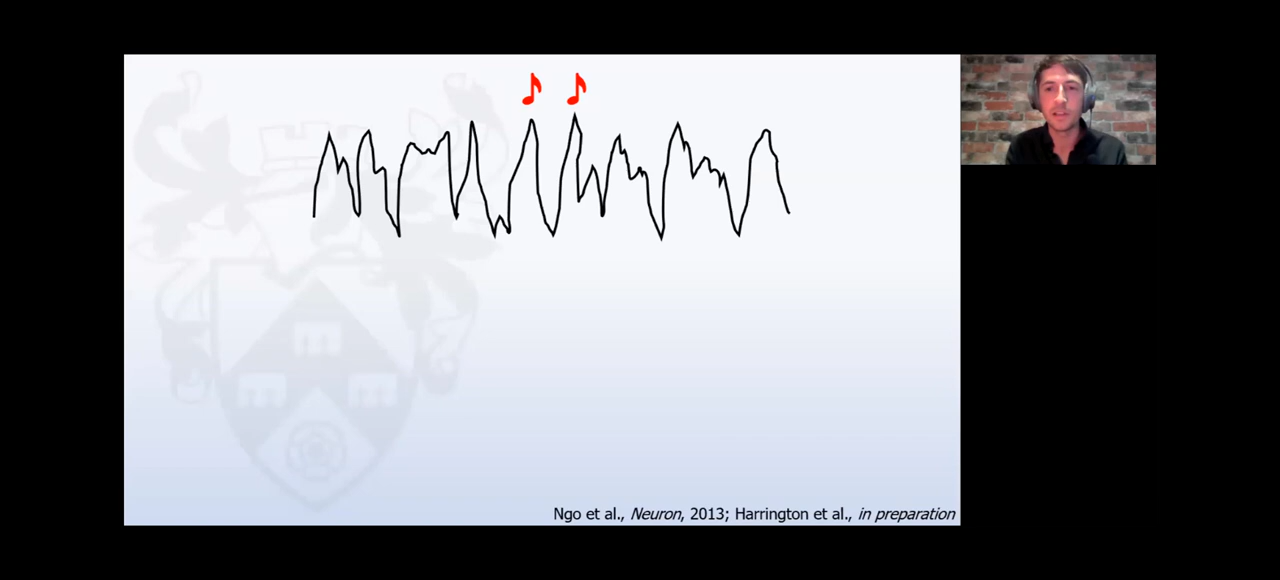 Ngo et al., Neuron, 2013; Harrington et al., in preparation